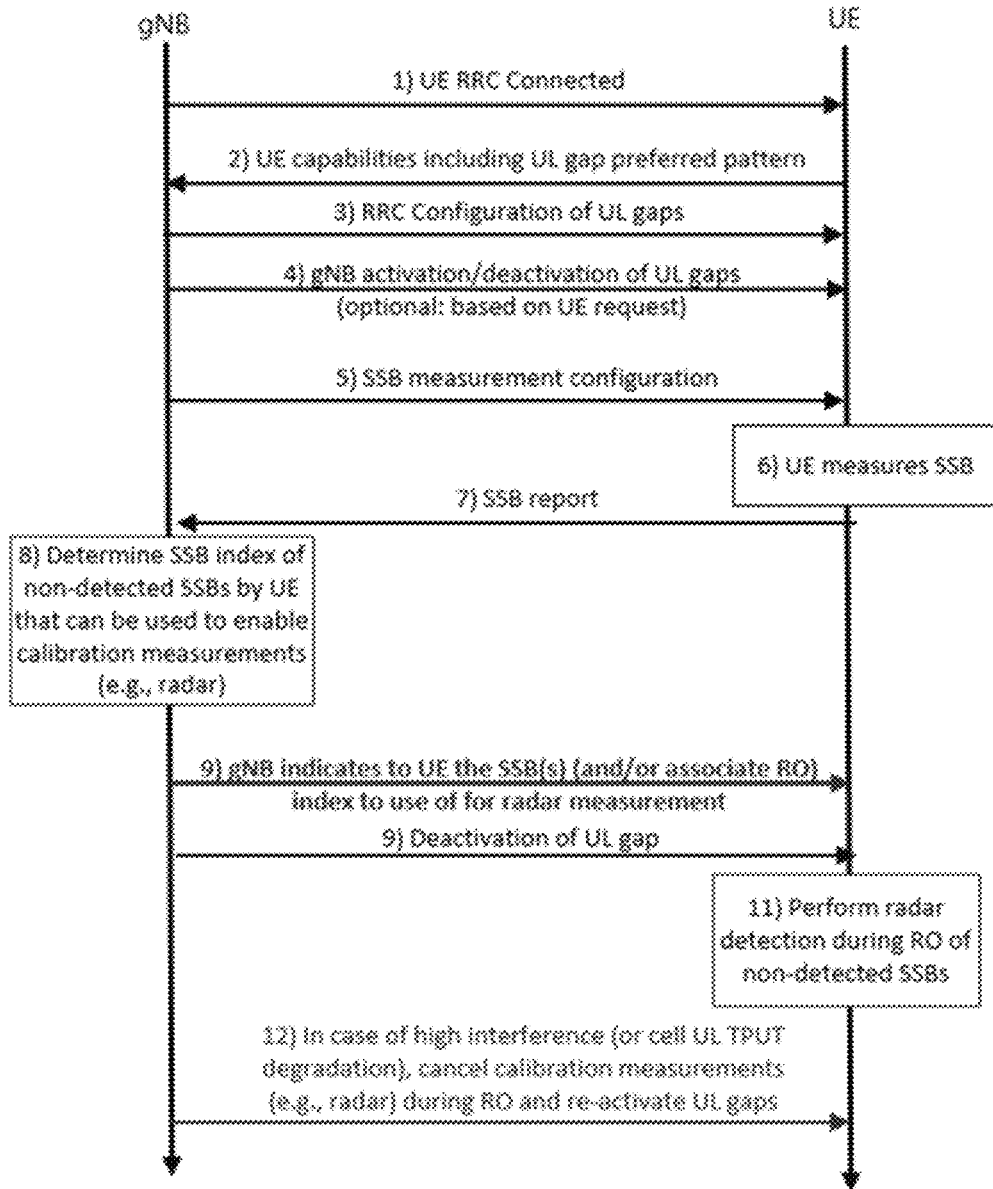 gNB
UE
1) UE RRC Connected
2) UE capabilities including UL gap preferred pattern
3) RRC Configuration of UL gaps
4) gNB activation/deactivation of UL gaps
(optional: based on UE request)
5) SSB measurement configuration
6) UE measures SSB
7) SSB report
8) Determine SSB index of
non-detected SSBs by UE
that can be used to enable
calibration measurements
(e.g., radar)
9) gNB indicates to UE the SSB(s) (and/or associate RO)
index to use of for radar measurement
9) Deactivation of UL gap
11) Perform radar
detection during RO of
non-detected SSBs
12) In case of high interference (or cell UL TPUT
degradation), cancel calibration measurements
(e.g., radar) during RO and re-activate UL gaps